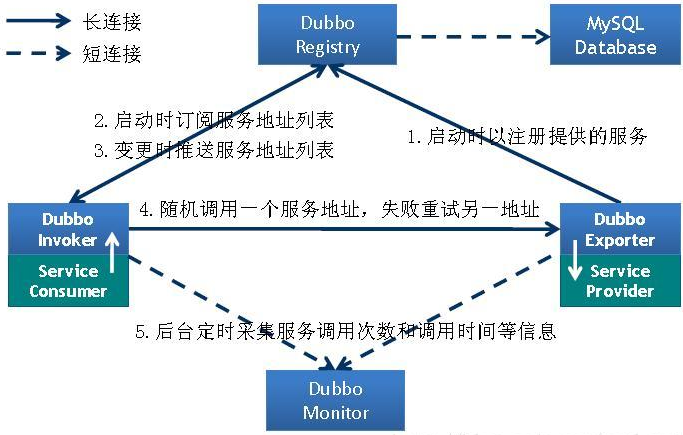 长连接
短连接
Dubbo
Registry
MySQL
Database
2.启动时订阅服务地址列表
3.变更时推送服务地址列表
1.启动时以注册提供的服务
4.随机调用一个服务地址，失败重试另一地址
Dubbo
Invoker
Service
Consumer
Dubbo
Exporter
Service
Provider
5.后台定时采集服务调用次数和调用时间等信息
Dubbo
Monitor